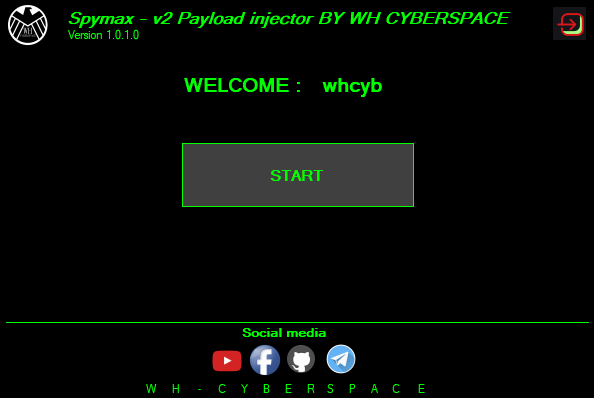 Spymax - v2 Payload injector BY WH CYBERSPACE
Version 1.0.1.0
WELCOME : whcyb
START
Social media
W H - C Y B E R S P A C E